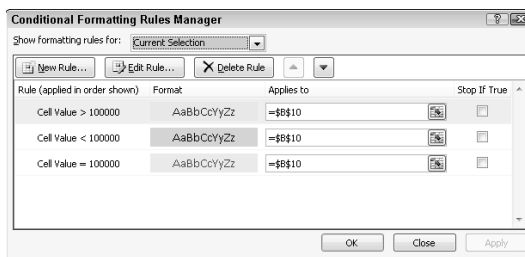 Conditional Formatting Rules Manager
Show formatting rules for: Current Selection
New Rule... Edit Rule... Delete Rule
Rule (applied in order shown) Format Applies to Stop If True
Cell Value > 100000 AaBbCcYyZz =$B$10
Cell Value < 100000 AaBbCcYyZz =$B$10
Cell Value = 100000 AaBbCcYyZz =$B$10
OK Close Apply